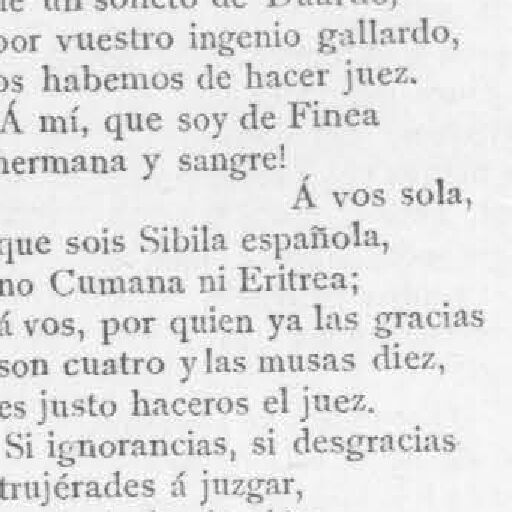 un soneto de Duardo,
por vuestro ingenio gallardo,
os habemos de hacer juez.
Á mí, que soy de Finea
hermana y sangre!
Á vos sola,
que sois Sibila española,
no Cumana ni Eritrea;
á vos, por quien ya las gracias
son cuatro y las musas diez,
es justo haceros el juez.
Si ignorancias, si desgracias
trujérades á juzgar,